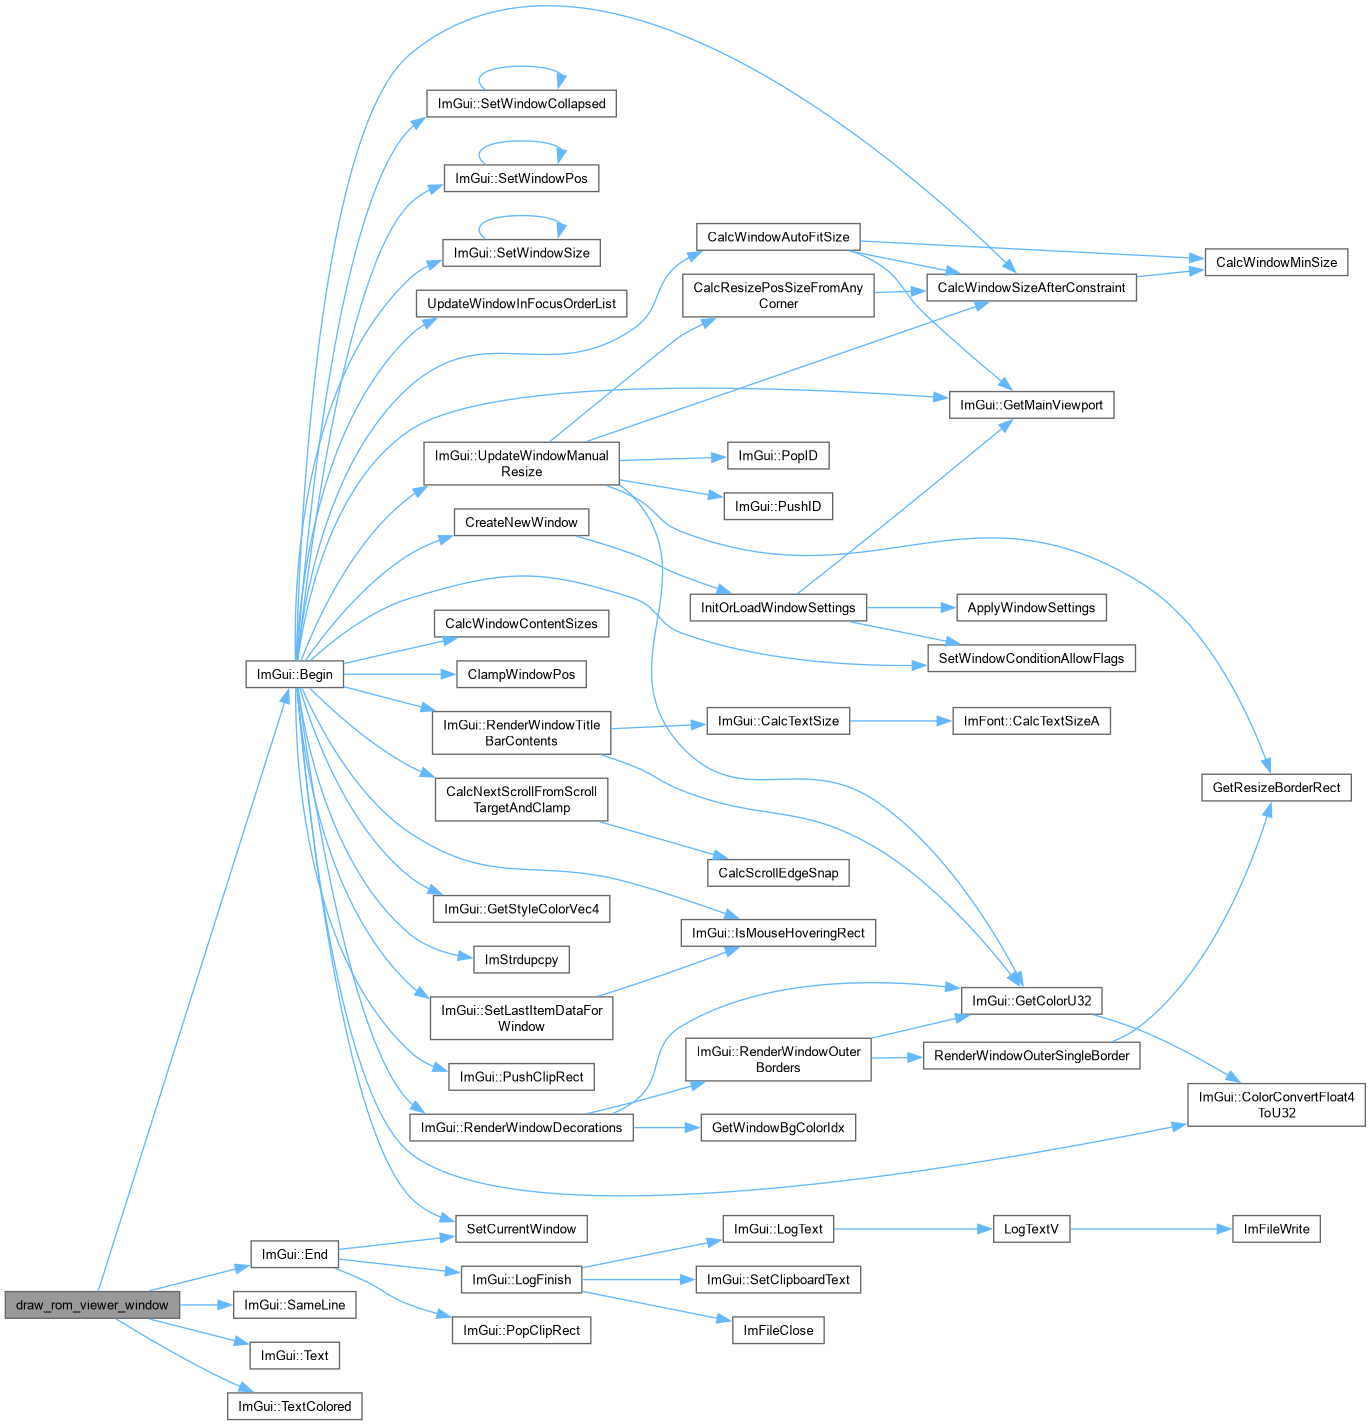 ImGui::SetWindowCollapsed
ImGui::SetWindowPos
ImGui::SetWindowSize
CalcWindowAutoFitSize
CalcWindowMinSize
UpdateWindowInFocusOrderList
CalcResizePosSizeFromAny
Corner
CalcWindowSizeAfterConstraint
ImGui::GetMainViewport
ImGui::UpdateWindowManual
Resize
ImGui::PopID
ImGui::PushID
CreateNewWindow
InitOrLoadWindowSettings
ApplyWindowSettings
CalcWindowContentSizes
SetWindowConditionAllowFlags
ImGui::Begin
ClampWindowPos
ImGui::RenderWindowTitle
BarContents
ImGui::CalcTextSize
ImFont::CalcTextSizeA
CalcNextScrollFromScroll
TargetAndClamp
GetResizeBorderRect
CalcScrollEdgeSnap
ImGui::GetStyleColorVec4
ImGui::IsMouseHoveringRect
ImStrdupcpy
ImGui::SetLastItemDataFor
Window
ImGui::GetColorU32
ImGui::RenderWindowOuter
Borders
RenderWindowOuterSingleBorder
ImGui::PushClipRect
ImGui::ColorConvertFloat4
ToU32
ImGui::RenderWindowDecorations
GetWindowBgColorIdx
SetCurrentWindow
ImGui::LogText
LogTextV
ImFileWrite
ImGui::End
ImGui::LogFinish
ImGui::SetClipboardText
draw_rom_viewer_window
ImGui::SameLine
ImGui::PopClipRect
ImFileClose
ImGui::Text
ImGui::TextColored